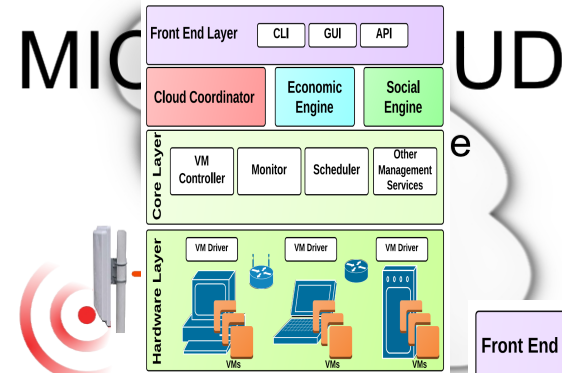 MIC
UD
e
Front End Layer
CLI
GUI
API
Cloud Coordinator
Economic
Engine
Social
Engine
Core Layer
VM
Controller
Monitor
Scheduler
Other
Management
Services
Hardware Layer
VM Driver
VM Driver
VM Driver
VMs
VMs
VMs
Front End